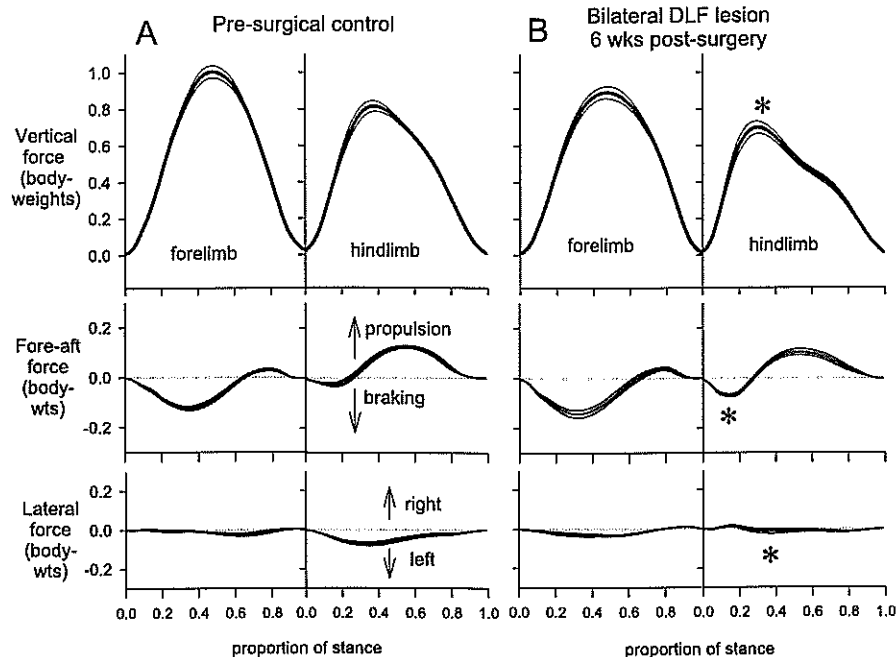 A
Pre-surgical control
B
Bilateral DLF lesion
6 wks post-surgery
Vertical
force
(body-
weights)
1.0
0.8
0.6
0.4
0.2
0.0
forelimb
hindlimb
*
forelimb
hindlimb
Fore-aft
force
(body-
wts)
0.2
0.0
-0.2
propulsion
braking
*
Lateral
force
(body-
wts)
0.2
0.0
-0.2
right
left
*
0.0 0.2 0.4 0.6 0.8 0.0 0.2 0.4 0.6 0.8 1.0
0.0 0.2 0.4 0.6 0.8 0.0 0.2 0.4 0.6 0.8 1.0
proportion of stance
proportion of stance